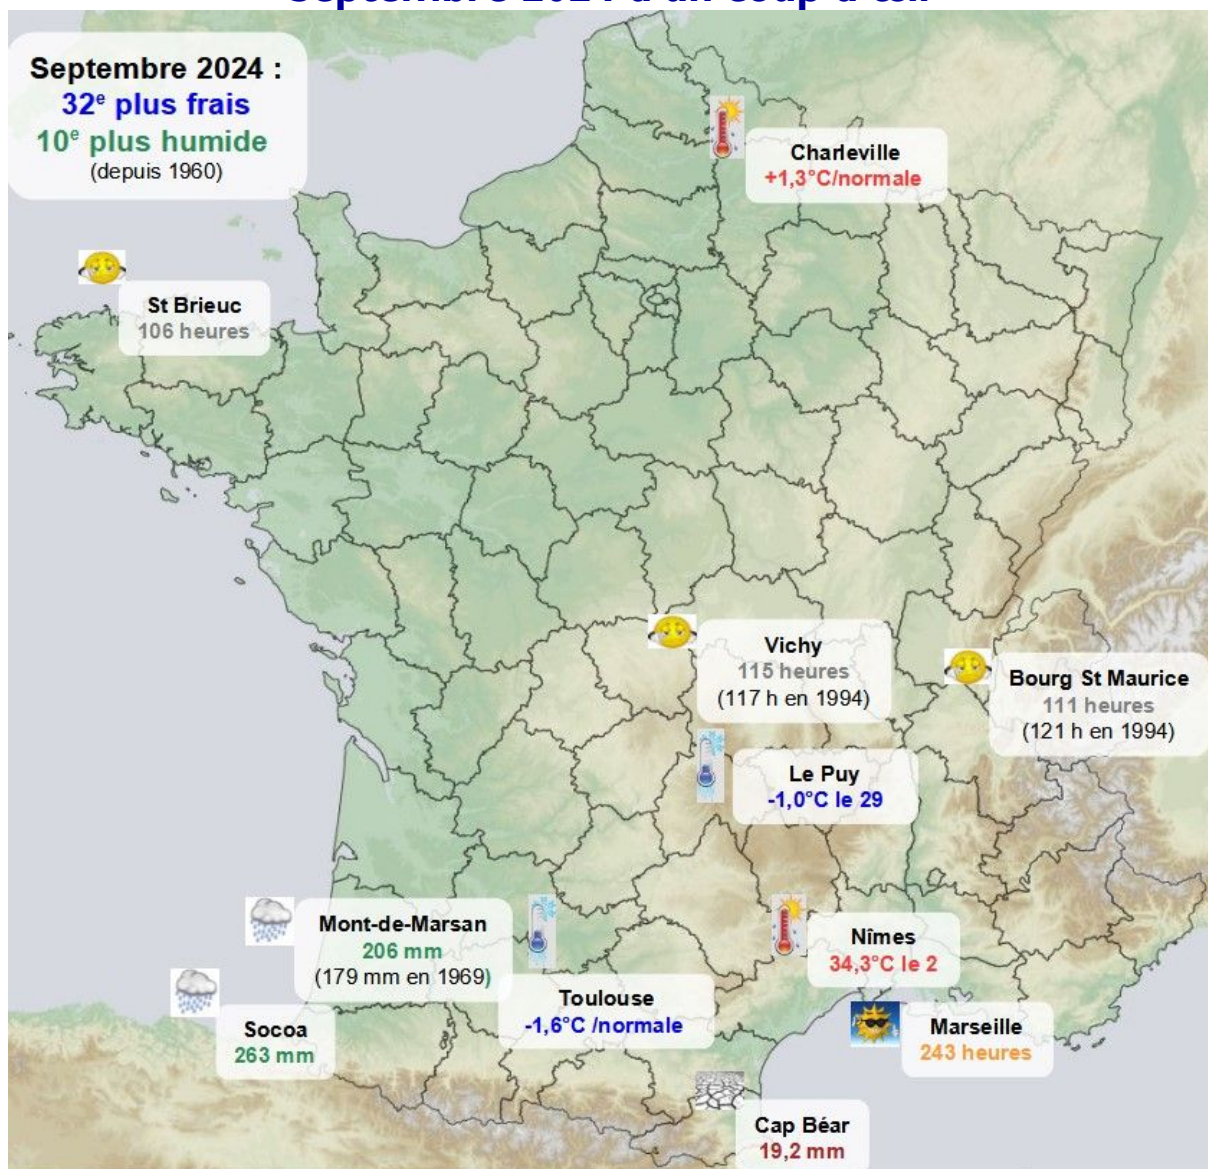 Septembre 2024 :
32e plus frais
10e plus humide
(depuis 1960)
Charleville
+1,3°C/normale
St Brieuc
106 heures
Vichy
115 heures
(117 h en 1994)
Bourg St Maurice
111 heures
(121 h en 1994)
Le Puy
-1,0°C le 29
Mont-de-Marsan
206 mm
(179 mm en 1969)
Nîmes
34,3°C le 2
Toulouse
-1,6°C /normale
Socoa
263 mm
Marseille
243 heures
Cap Béar
19,2 mm